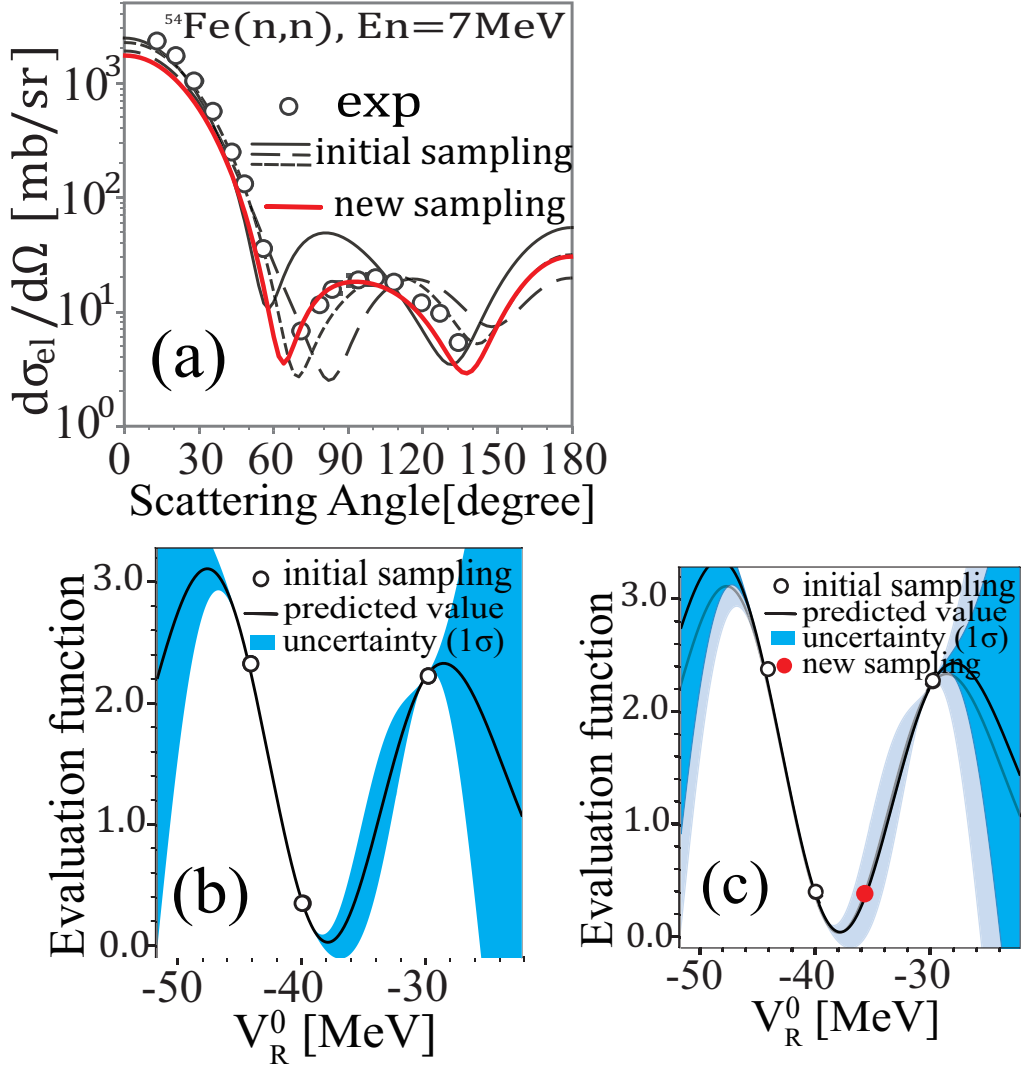 ⁵⁴Fe(n,n), En=7MeV
dσel/dΩ [mb/sr]
10³
10²
10¹
10⁰
exp
initial sampling
new sampling
(a)
0 30 60 90 120 150 180
Scattering Angle[degree]
Evaluation function
3.0
2.0
1.0
0.0
initial sampling
predicted value
uncertainty (1σ)
(b)
-50 -40 -30
V⁰R [MeV]
Evaluation function
3.0
2.0
1.0
0.0
initial sampling
predicted value
uncertainty (1σ)
new sampling
(c)
-50 -40 -30
V⁰R [MeV]